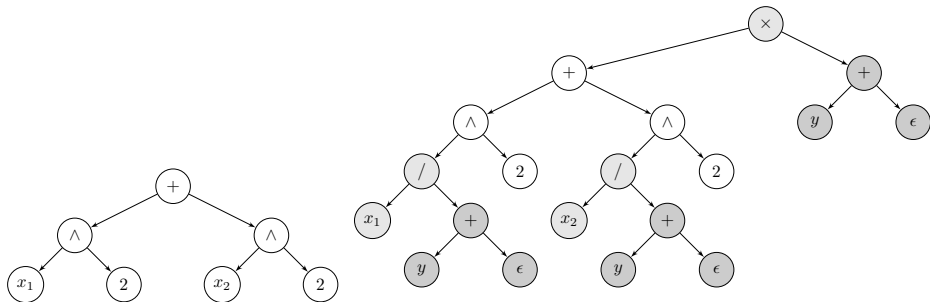 ×
+ +
∧ ∧ y ϵ
/ 2 / 2
+
x₁ + x₂ +
∧ ∧
y ϵ y ϵ
x₁ 2 x₂ 2